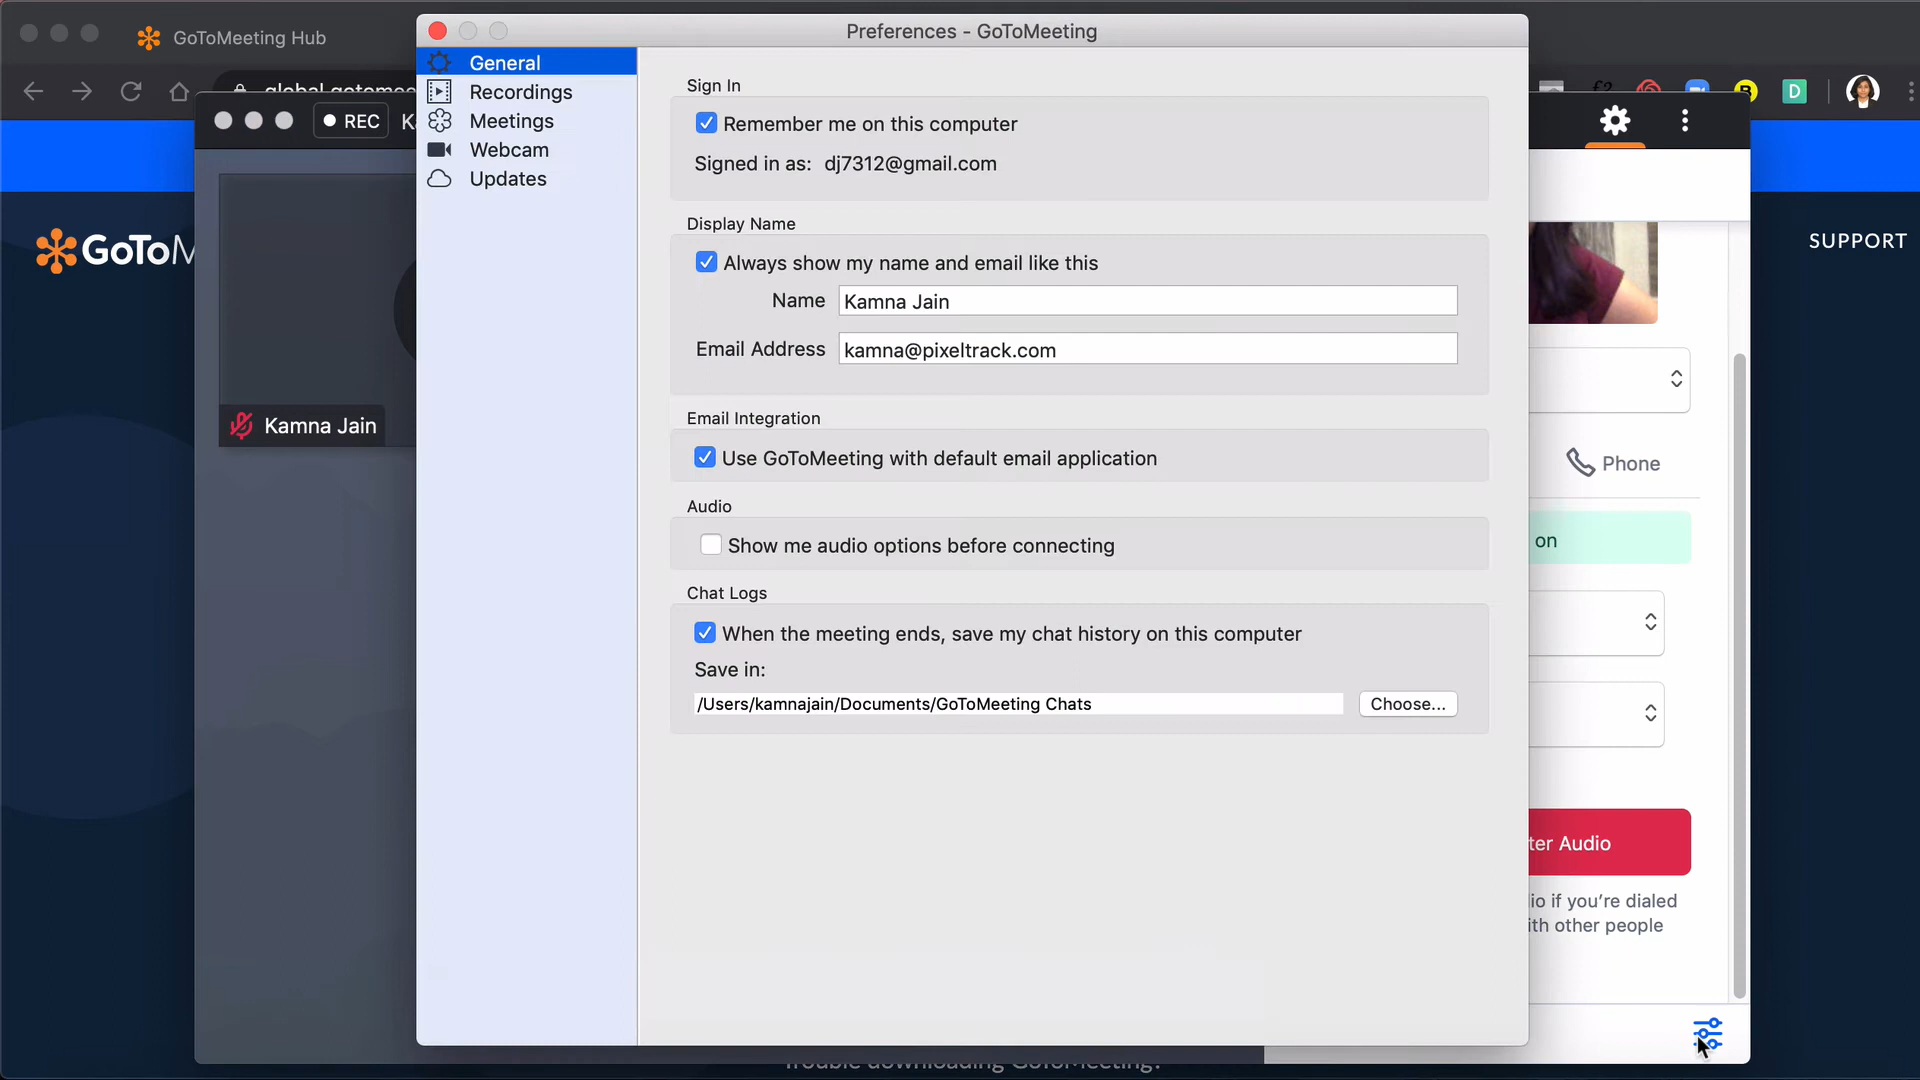 GoToMeeting Hub
Preferences - GoToMeeting
REC
General
Recordings
Meetings
Webcam
Updates
Sign In
Remember me on this computer
Signed in as: dj7312@gmail.com
Display Name
Always show my name and email like this
Name Kamna Jain
Email Address kamna@pixeltrack.com
Email Integration
Use GoToMeeting with default email application
Audio
Show me audio options before connecting
Chat Logs
When the meeting ends, save my chat history on this computer
Save in:
/Users/kamnajain/Documents/GoToMeeting Chats
Choose...
D
GoToM
SUPPORT
Kamna Jain
Phone
on
Audio
if you're dialed
other people
Trouble downloading GoToMeeting?